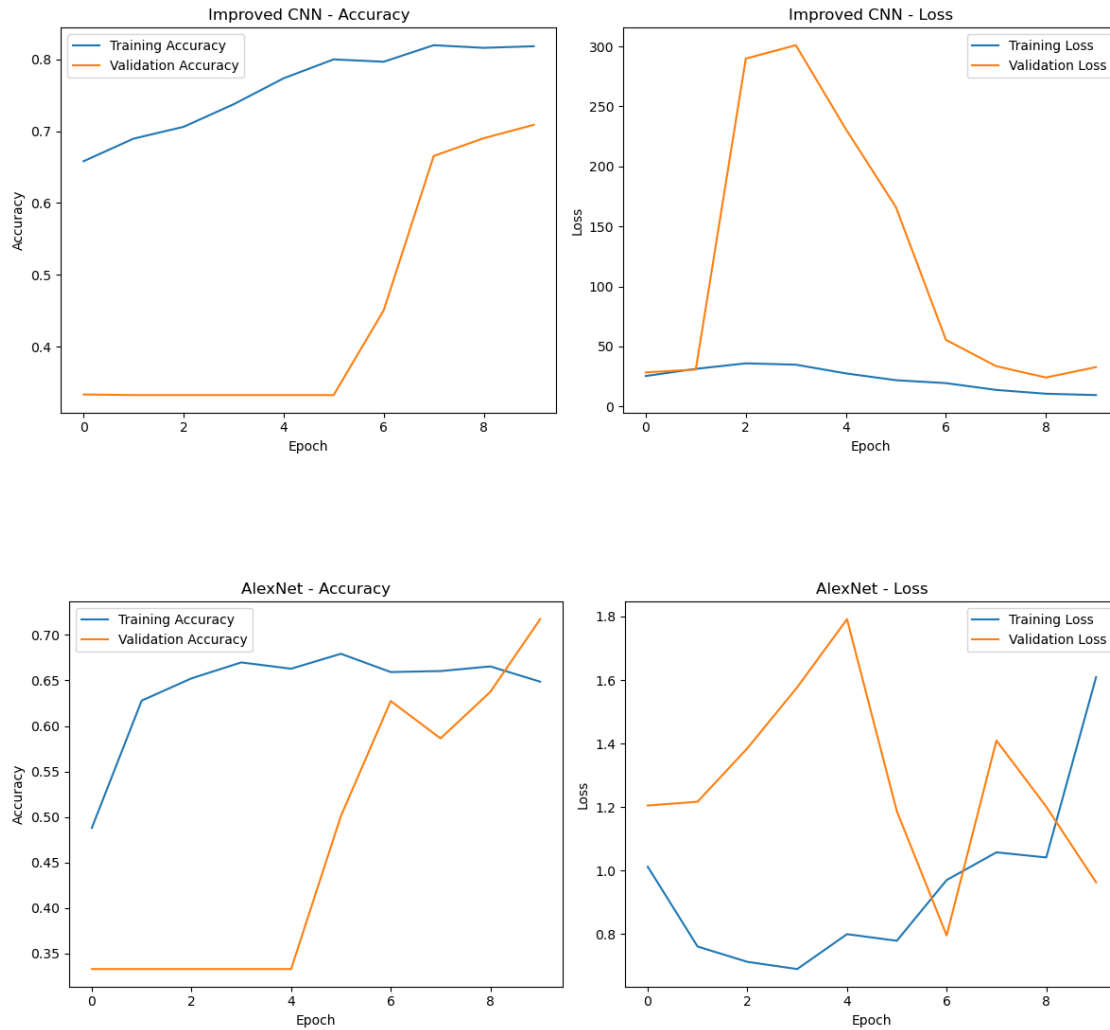 Improved CNN - Accuracy
Training Accuracy
Validation Accuracy
0.8
0.7
0.6
0.5
0.4
Accuracy
0 2 4 6 8
Epoch
Improved CNN - Loss
Training Loss
Validation Loss
300
250
200
150
100
50
0
Loss
0 2 4 6 8
Epoch
AlexNet - Accuracy
Training Accuracy
Validation Accuracy
0.70
0.65
0.60
0.55
0.50
0.45
0.40
0.35
Accuracy
0 2 4 6 8
Epoch
AlexNet - Loss
Training Loss
Validation Loss
1.8
1.6
1.4
1.2
1.0
0.8
Loss
0 2 4 6 8
Epoch